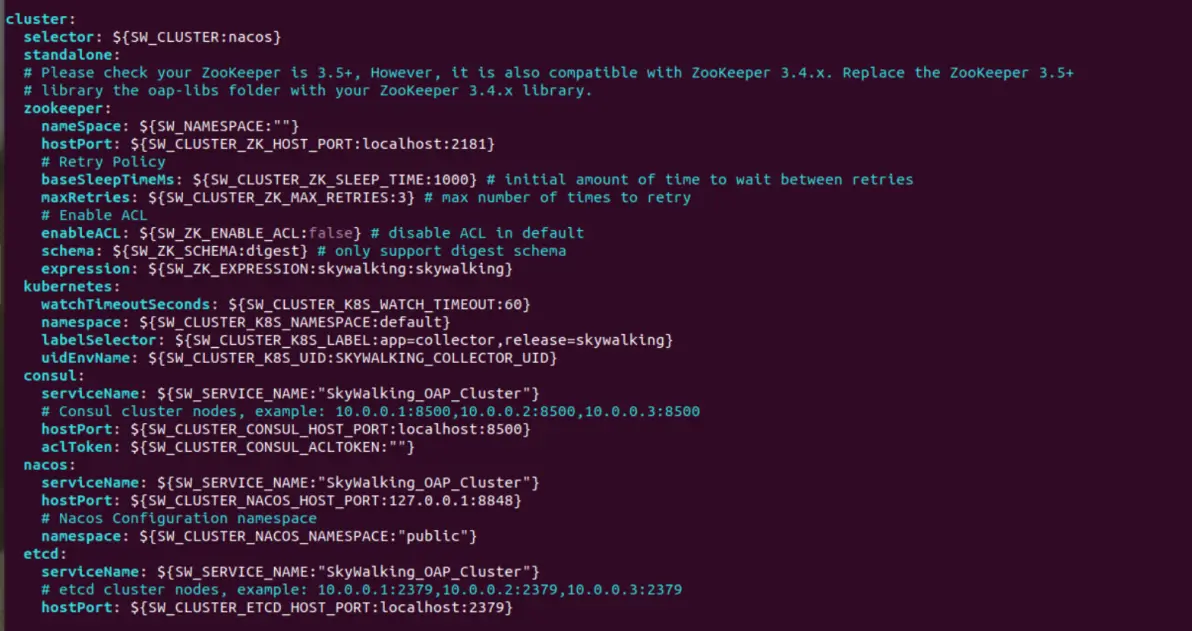 cluster:
  selector: ${SW_CLUSTER:nacos}
  standalone:
  # Please check your ZooKeeper is 3.5+, However, it is also compatible with ZooKeeper 3.4.x. Replace the ZooKeeper 3.5+
  # library the oap-libs folder with your ZooKeeper 3.4.x library.
  zookeeper:
    nameSpace: ${SW_NAMESPACE:""}
    hostPort: ${SW_CLUSTER_ZK_HOST_PORT:localhost:2181}
    # Retry Policy
    baseSleepTimeMs: ${SW_CLUSTER_ZK_SLEEP_TIME:1000} # initial amount of time to wait between retries
    maxRetries: ${SW_CLUSTER_ZK_MAX_RETRIES:3} # max number of times to retry
    # Enable ACL
    enableACL: ${SW_ZK_ENABLE_ACL:false} # disable ACL in default
    schema: ${SW_ZK_SCHEMA:digest} # only support digest schema
    expression: ${SW_ZK_EXPRESSION:skywalking:skywalking}
  kubernetes:
    watchTimeoutSeconds: ${SW_CLUSTER_K8S_WATCH_TIMEOUT:60}
    namespace: ${SW_CLUSTER_K8S_NAMESPACE:default}
    labelSelector: ${SW_CLUSTER_K8S_LABEL:app=collector,release=skywalking}
    uidEnvName: ${SW_CLUSTER_K8S_UID:SKYWALKING_COLLECTOR_UID}
  consul:
    serviceName: ${SW_SERVICE_NAME:"SkyWalking_OAP_Cluster"}
    # Consul cluster nodes, example: 10.0.0.1:8500,10.0.0.2:8500,10.0.0.3:8500
    hostPort: ${SW_CLUSTER_CONSUL_HOST_PORT:localhost:8500}
    aclToken: ${SW_CLUSTER_CONSUL_ACLTOKEN:""}
  nacos:
    serviceName: ${SW_SERVICE_NAME:"SkyWalking_OAP_Cluster"}
    hostPort: ${SW_CLUSTER_NACOS_HOST_PORT:127.0.0.1:8848}
    # Nacos Configuration namespace
    namespace: ${SW_CLUSTER_NACOS_NAMESPACE:"public"}
  etcd:
    serviceName: ${SW_SERVICE_NAME:"SkyWalking_OAP_Cluster"}
    # etcd cluster nodes, example: 10.0.0.1:2379,10.0.0.2:2379,10.0.0.3:2379
    hostPort: ${SW_CLUSTER_ETCD_HOST_PORT:localhost:2379}